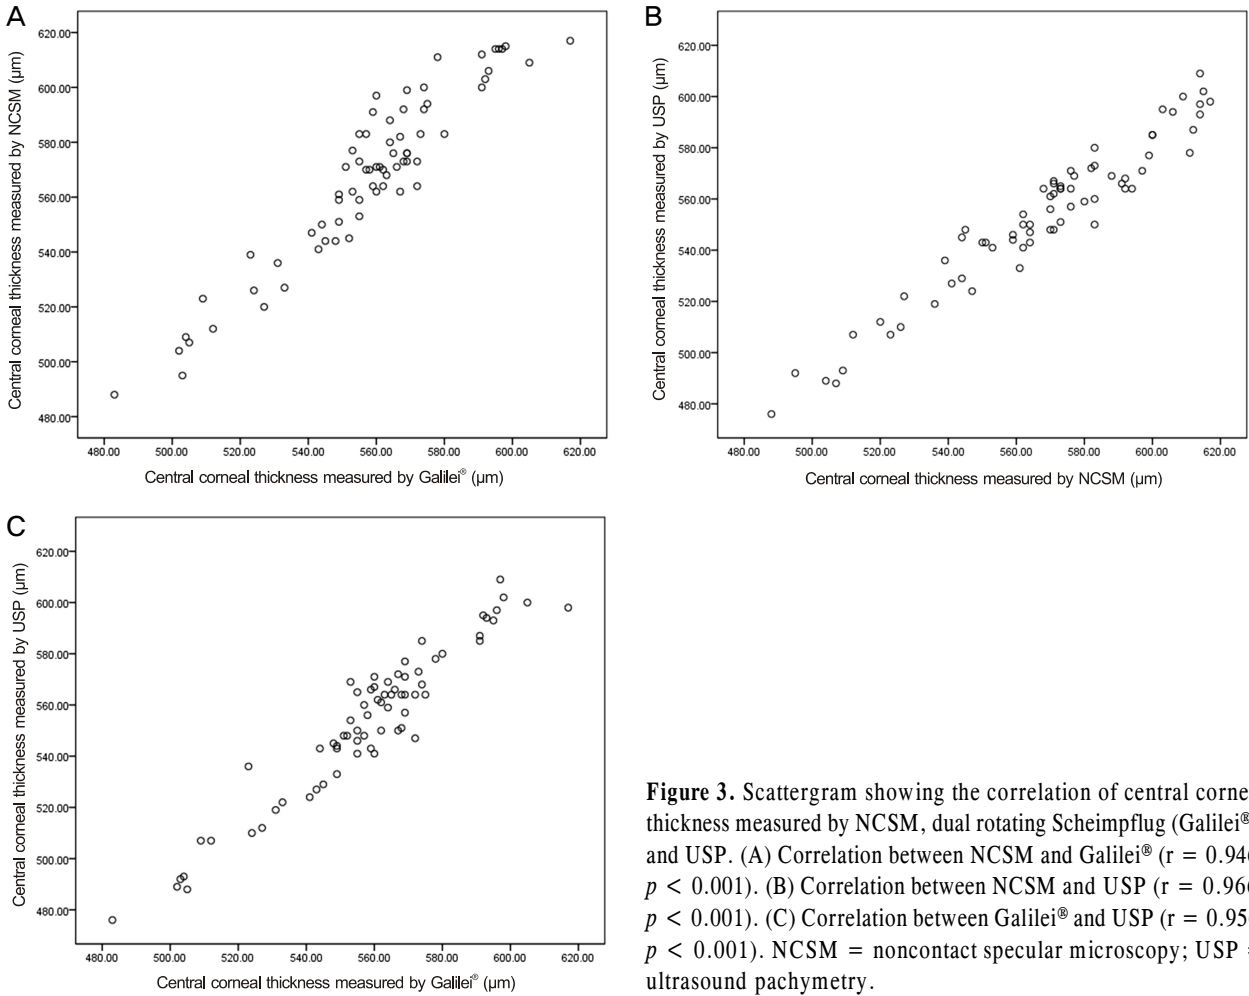 A
Central corneal thickness measured by NCSM (µm)
620.00
600.00
580.00
560.00
540.00
520.00
500.00
480.00
480.00 500.00 520.00 540.00 560.00 580.00 600.00 620.00
Central corneal thickness measured by Galilei® (µm)
B
Central corneal thickness measured by USP (µm)
620.00
600.00
580.00
560.00
540.00
520.00
500.00
480.00
480.00 500.00 520.00 540.00 560.00 580.00 600.00 620.00
Central corneal thickness measured by NCSM (µm)
C
Central corneal thickness measured by USP (µm)
620.00
600.00
580.00
560.00
540.00
520.00
500.00
480.00
480.00 500.00 520.00 540.00 560.00 580.00 600.00 620.00
Central corneal thickness measured by Galilei® (µm)
Figure 3. Scattergram showing the correlation of central corne
thickness measured by NCSM, dual rotating Scheimpflug (Galilei®
and USP. (A) Correlation between NCSM and Galilei® (r = 0.94
p < 0.001). (B) Correlation between NCSM and USP (r = 0.96
p < 0.001). (C) Correlation between Galilei® and USP (r = 0.95
p < 0.001). NCSM = noncontact specular microscopy; USP =
ultrasound pachymetry.